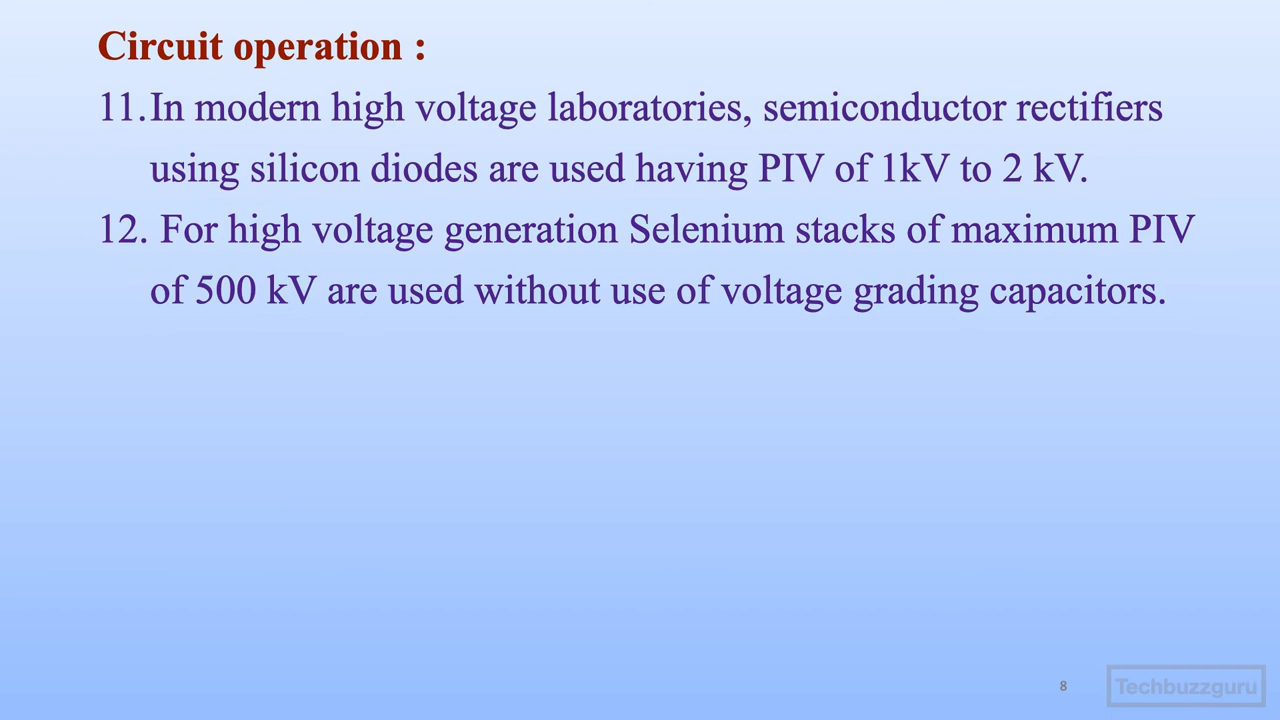 Circuit operation :
11. In modern high voltage laboratories, semiconductor rectifiers
using silicon diodes are used having PIV of 1kV to 2 kV.
12. For high voltage generation Selenium stacks of maximum PIV
of 500 kV are used without use of voltage grading capacitors.
8
Techbuzzguru